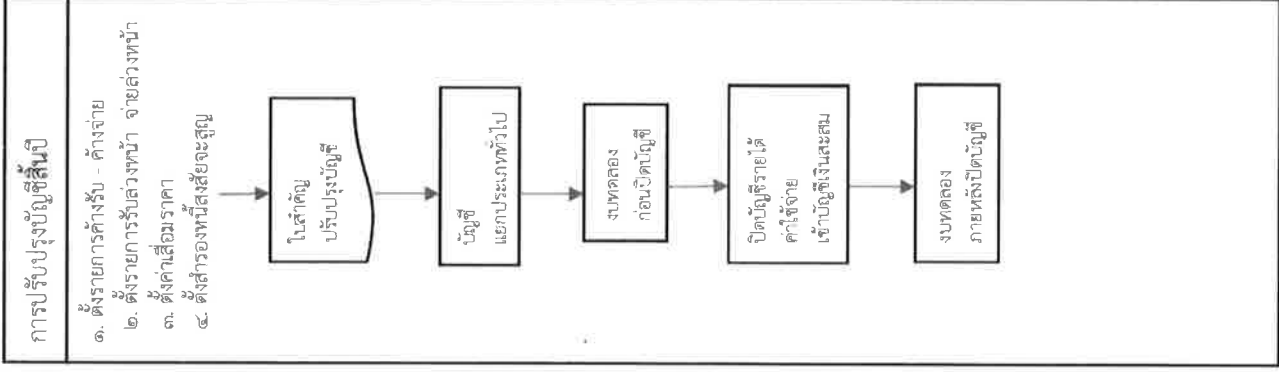 การปรับปรุงบัญชีสิ้นปี
๑. ตั้งรายการค้างรับ - ค้างจ่าย
๒. ตั้งรายการรับล่วงหน้า จ่ายล่วงหน้า
๓. ตั้งค่าเสื่อมราคา
๔. ตั้งสำรองหนี้สงสัยจะสูญ
ใบสำคัญ
ปรับปรุงบัญชี
บัญชี
แยกประเภททั่วไป
งบทดลอง
ก่อนปิดบัญชี
ปิดบัญชีรายได้
ค่าใช้จ่าย
เข้าบัญชีเงินสะสม
งบทดลอง
ภายหลังปิดบัญชี